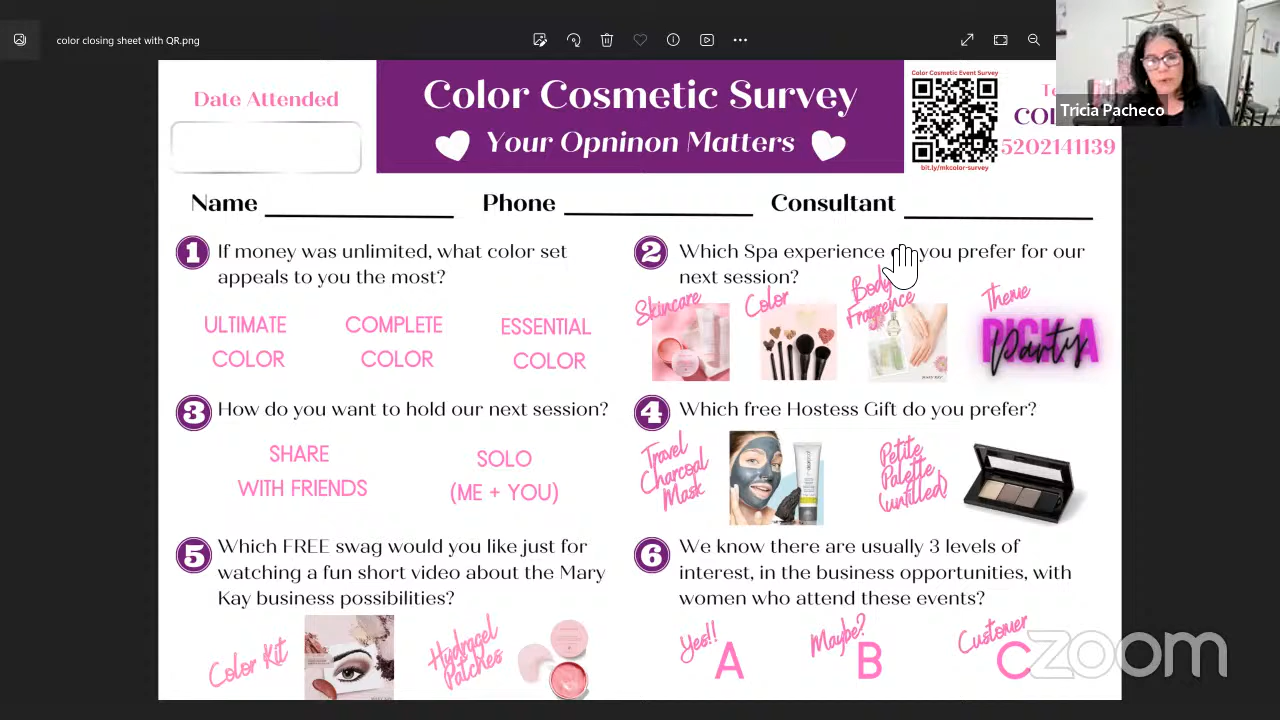 color closing sheet with QR.png
Date Attended
Color Cosmetic Survey
Your Opninon Matters
Color Cosmetic Event Survey
bit.ly/mkcolor-survey
5202141139
Tricia Pacheco
Name
Phone
Consultant
1
If money was unlimited, what color set
appeals to you the most?
ULTIMATE
COLOR
COMPLETE
COLOR
ESSENTIAL
COLOR
2
Which Spa experience do you prefer for our
next session?
Skincare
Color
Body
Fragrence
Theme
PICK A
Party
3
How do you want to hold our next session?
SHARE
WITH FRIENDS
SOLO
(ME + YOU)
4
Which free Hostess Gift do you prefer?
Travel
Charcoal
Mask
Petite
Palette
(unfilled)
5
Which FREE swag would you like just for
watching a fun short video about the Mary
Kay business possibilities?
Color Kit
Hydragel
Patches
6
We know there are usually 3 levels of
interest, in the business opportunities, with
women who attend these events?
Yes!!
A
Maybe?
B
Customer
C
zoom